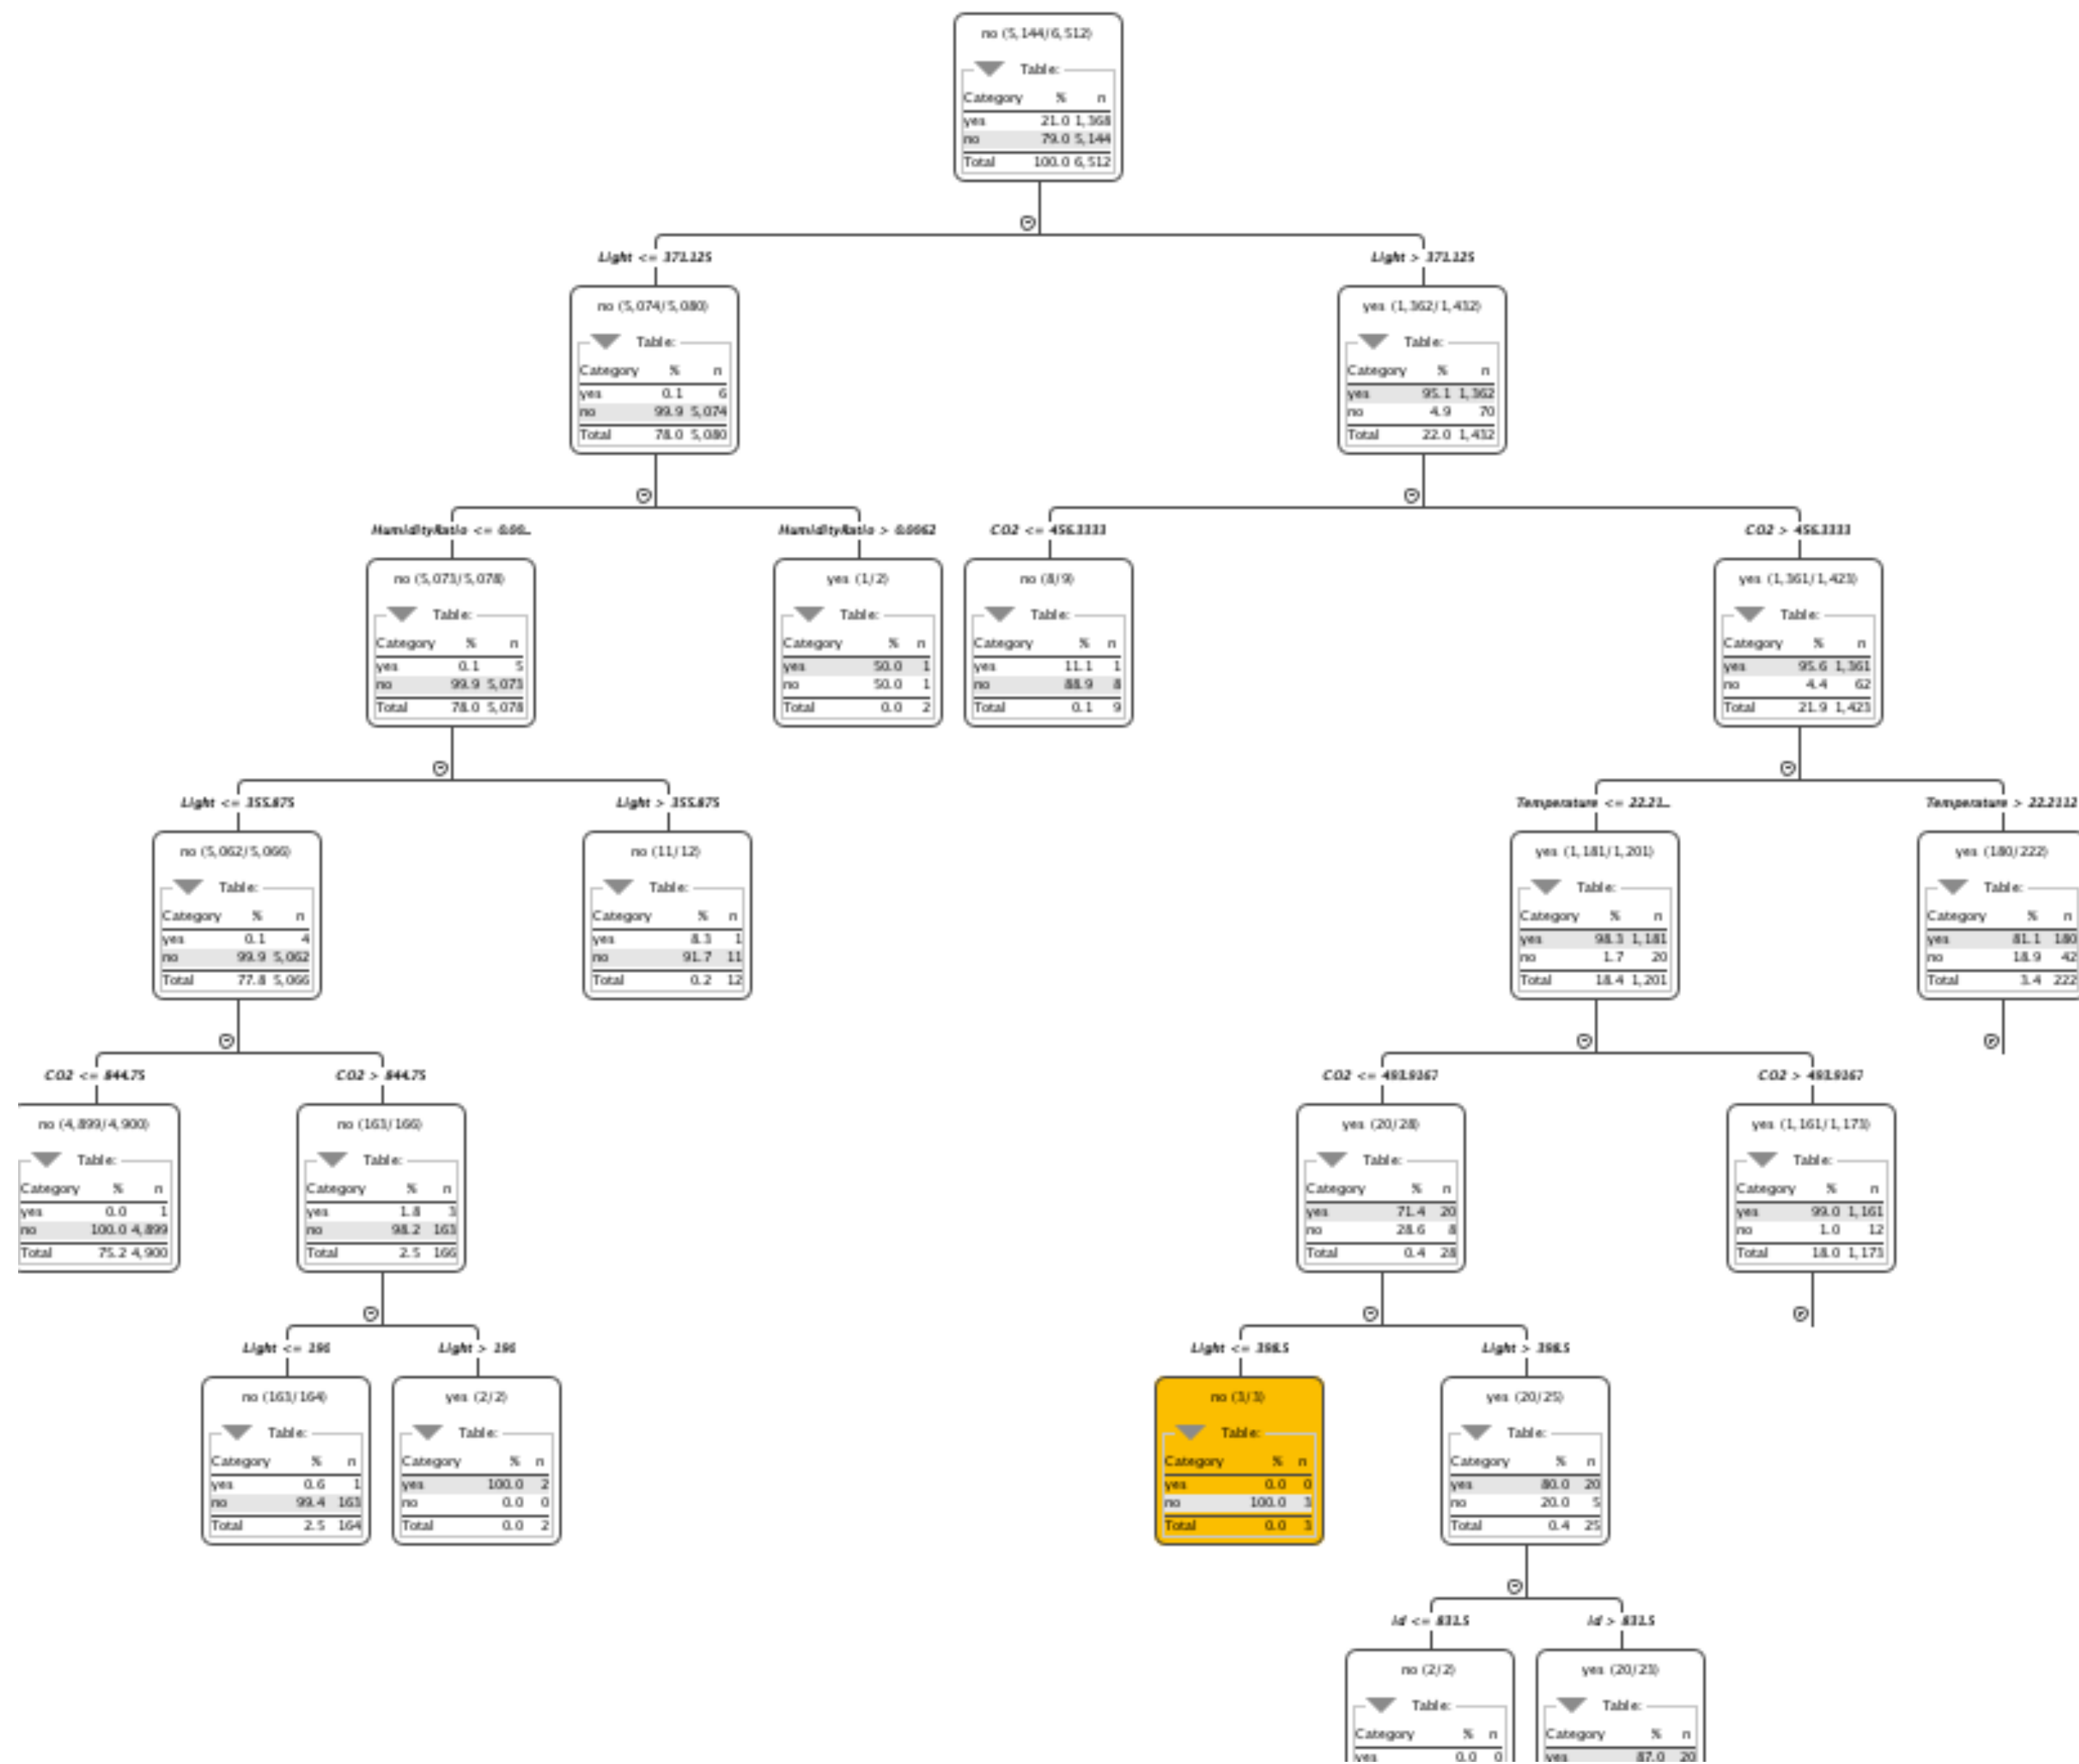 no (5,144/6,512)
Table:
Category % n
yes 21.0 1,368
no 79.0 5,144
Total 100.0 6,512
Light <= 371.125
Light > 371.125
no (5,074/5,080)
Table:
Category % n
yes 0.1 6
no 99.9 5,074
Total 78.0 5,080
yes (1,362/1,432)
Table:
Category % n
yes 95.1 1,362
no 4.9 70
Total 22.0 1,432
HumidityRatio <= 0.00...
HumidityRatio > 0.0062
CO2 <= 456.3333
CO2 > 456.3333
no (5,073/5,078)
Table:
Category % n
yes 0.1 5
no 99.9 5,073
Total 78.0 5,078
yes (1/2)
Table:
Category % n
yes 50.0 1
no 50.0 1
Total 0.0 2
no (8/9)
Table:
Category % n
yes 11.1 1
no 88.9 8
Total 0.1 9
yes (1,361/1,423)
Table:
Category % n
yes 95.6 1,361
no 4.4 62
Total 21.9 1,423
Light <= 355.875
Light > 355.875
Temperature <= 22.21...
Temperature > 22.2112
no (5,062/5,066)
Table:
Category % n
yes 0.1 4
no 99.9 5,062
Total 77.8 5,066
no (11/12)
Table:
Category % n
yes 8.3 1
no 91.7 11
Total 0.2 12
yes (1,181/1,201)
Table:
Category % n
yes 98.3 1,181
no 1.7 20
Total 18.4 1,201
yes (180/222)
Table:
Category % n
yes 81.1 180
no 18.9 42
Total 3.4 222
CO2 <= 844.75
CO2 > 844.75
CO2 <= 493.9167
CO2 > 493.9167
no (4,899/4,900)
Table:
Category % n
yes 0.0 1
no 100.0 4,899
Total 75.2 4,900
no (163/166)
Table:
Category % n
yes 1.8 3
no 98.2 163
Total 2.5 166
yes (20/28)
Table:
Category % n
yes 71.4 20
no 28.6 8
Total 0.4 28
yes (1,161/1,173)
Table:
Category % n
yes 99.0 1,161
no 1.0 12
Total 18.0 1,173
Light <= 196
Light > 196
Light <= 398.5
Light > 398.5
no (163/164)
Table:
Category % n
yes 0.6 1
no 99.4 163
Total 2.5 164
yes (2/2)
Table:
Category % n
yes 100.0 2
no 0.0 0
Total 0.0 2
no (3/3)
Table:
Category % n
yes 0.0 0
no 100.0 3
Total 0.0 3
yes (20/25)
Table:
Category % n
yes 80.0 20
no 20.0 5
Total 0.4 25
id <= 831.5
id > 831.5
no (2/2)
Table:
Category % n
yes 0.0 0
yes (20/23)
Table:
Category % n
yes 87.0 20